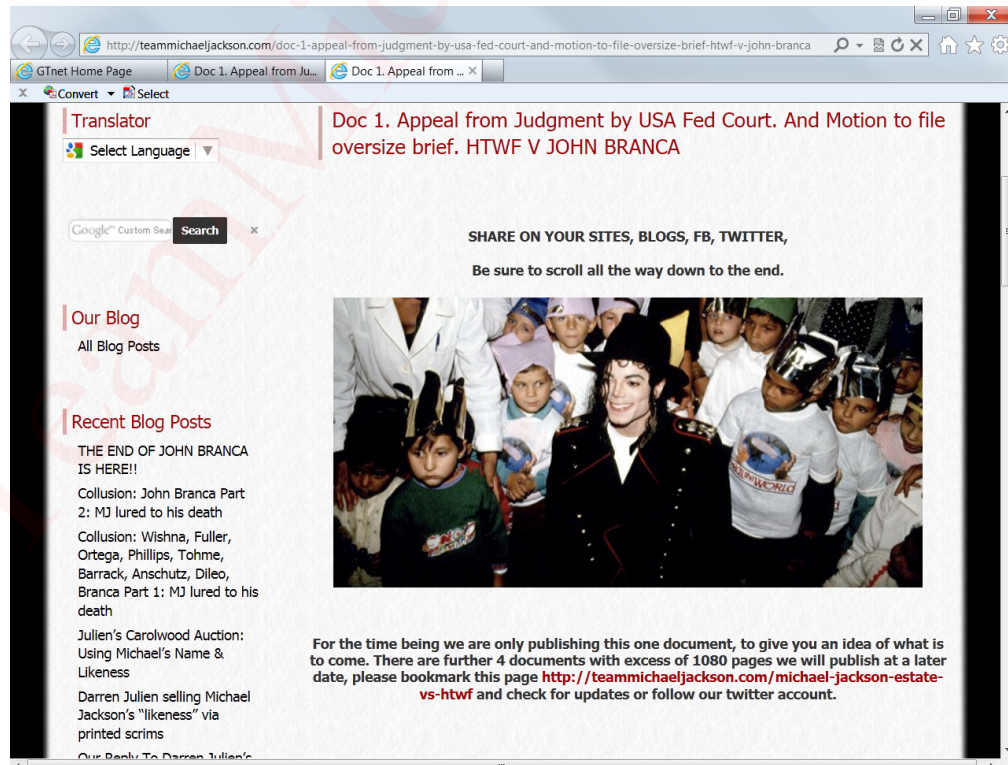 http://teammichaeljackson.com/doc-1-appeal-from-judgment-by-usa-fed-court-and-motion-to-file-oversize-brief-htwf-v-john-branca
GTnet Home Page
Doc 1. Appeal from Ju...
Doc 1. Appeal from ...
x Convert Select
Translator
Select Language
Google™ Custom Sear
Search
x
Our Blog
All Blog Posts
Recent Blog Posts
THE END OF JOHN BRANCA
IS HERE!!
Collusion: John Branca Part
2: MJ lured to his death
Collusion: Wishna, Fuller,
Ortega, Phillips, Tohme,
Barrack, Anschutz, Dileo,
Branca Part 1: MJ lured to his
death
Julien's Carolwood Auction:
Using Michael's Name &
Likeness
Darren Julien selling Michael
Jackson's "likeness" via
printed scrims
Our Reply To Darren Julien's
Doc 1. Appeal from Judgment by USA Fed Court. And Motion to file
oversize brief. HTWF V JOHN BRANCA
SHARE ON YOUR SITES, BLOGS, FB, TWITTER,
Be sure to scroll all the way down to the end.
WORLD
For the time being we are only publishing this one document, to give you an idea of what is
to come. There are further 4 documents with excess of 1080 pages we will publish at a later
date, please bookmark this page http://teammichaeljackson.com/michael-jackson-estate-
vs-htwf and check for updates or follow our twitter account.